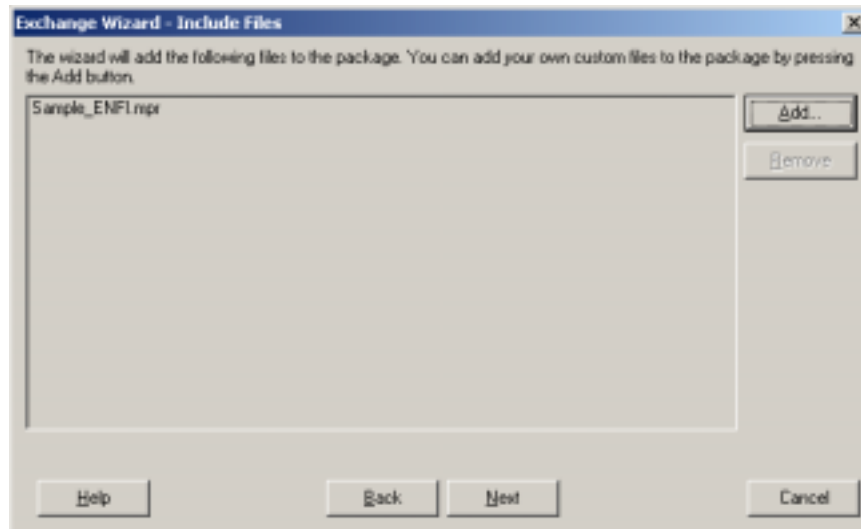 Exchange Wizard - Include Files
The wizard will add the following files to the package. You can add your own custom files to the package by pressing
the Add button.
Sample_ENFI.mpr
Add...
Remove
Help
Back
Next
Cancel